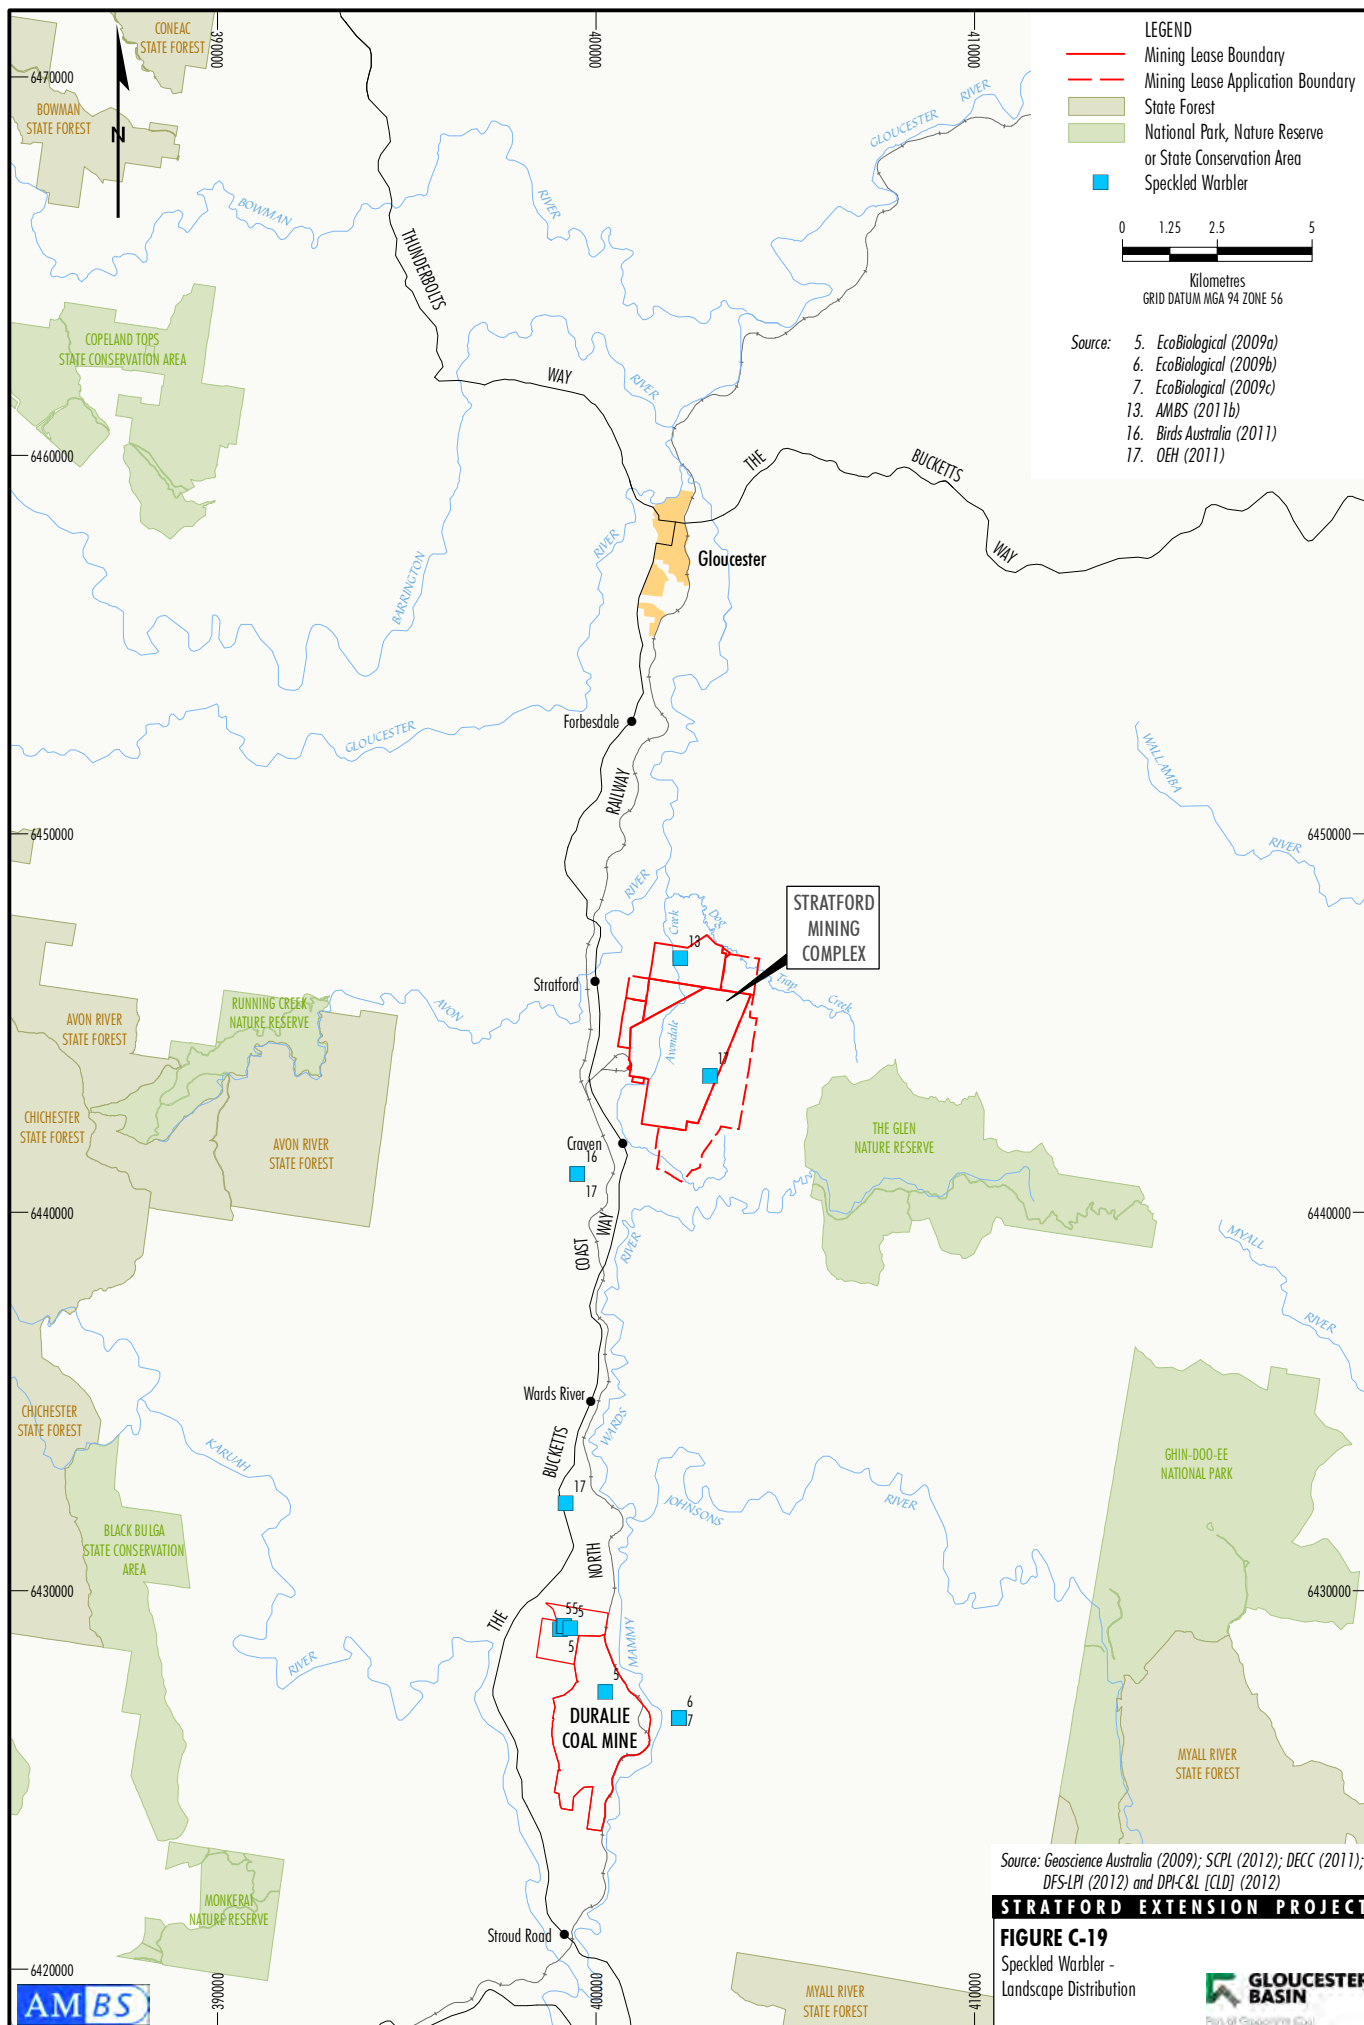 CONEAC
STATE FOREST
390000
400000
410000
6470000
BOWMAN
STATE FOREST
N
LEGEND
Mining Lease Boundary
Mining Lease Application Boundary
State Forest
National Park, Nature Reserve
or State Conservation Area
Speckled Warbler
0 1.25 2.5 5
Kilometres
GRID DATUM MGA 94 ZONE 56
Source: 5. EcoBiological (2009a)
6. EcoBiological (2009b)
7. EcoBiological (2009c)
13. AMBS (2011b)
16. Birds Australia (2011)
17. OEH (2011)
GLOUCESTER
RIVER
BOWMAN
RIVER
THUNDERBOLTS
WAY
COPELAND TOPS
STATE CONSERVATION AREA
RIVER
6460000
THE
BUCKETTS
WAY
RIVER
BARRINGTON
Gloucester
Forbesdale
GLOUCESTER
RIVER
WALLAMBA
RIVER
RAILWAY
6450000
6450000
RIVER
Creek
Dog
STRATFORD
MINING
COMPLEX
13
Stratford
Trap
Creek
RUNNING CREEK
NATURE RESERVE
AVON
AVON RIVER
STATE FOREST
Avondale
17
CHICHESTER
STATE FOREST
AVON RIVER
STATE FOREST
THE GLEN
NATURE RESERVE
Craven
16
17
6440000
6440000
WAY
COAST
RIVER
MYALL
RIVER
Wards River
CHICHESTER
STATE FOREST
KARUAH
BUCKETTS
WARDS
GHIN-DOO-EE
NATIONAL PARK
17
JOHNSONS
RIVER
BLACK BULGA
STATE CONSERVATION
AREA
NORTH
6430000
6430000
THE
555
5
MAMMY
RIVER
5
6
7
DURALIE
COAL MINE
MYALL RIVER
STATE FOREST
MONKERAI
NATURE RESERVE
Stroud Road
6420000
390000
400000
410000
AMBS
MYALL RIVER
STATE FOREST
Source: Geoscience Australia (2009); SCPL (2012); DECC (2011);
DFS-LPI (2012) and DPI-C&L [CLD] (2012)
STRATFORD EXTENSION PROJECT
FIGURE C-19
Speckled Warbler -
Landscape Distribution
GLOUCESTER
BASIN